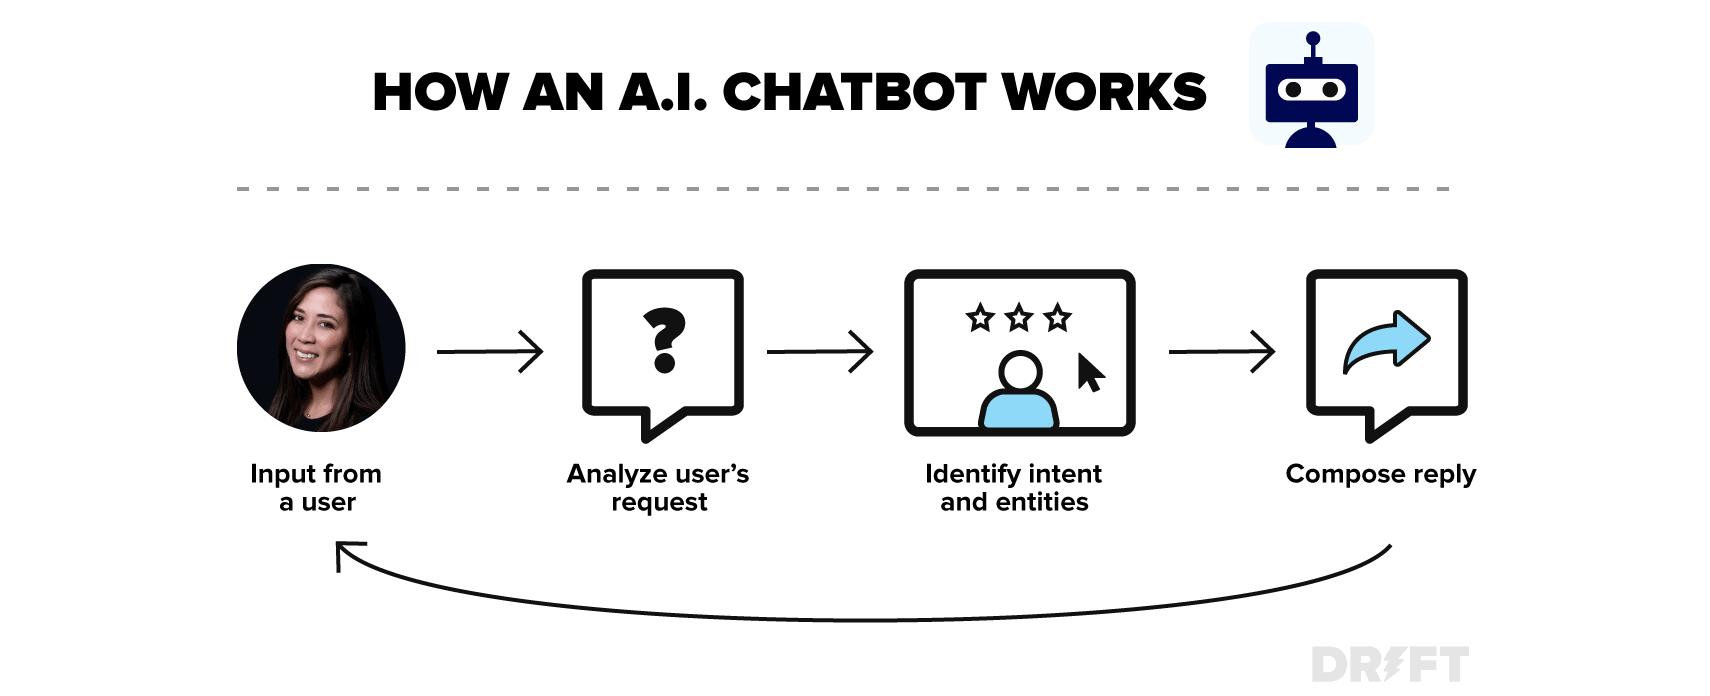 HOW AN A.I. CHATBOT WORKS
?
Input from
a user
Analyze user’s
request
Identify intent
and entities
Compose reply
DRIFT